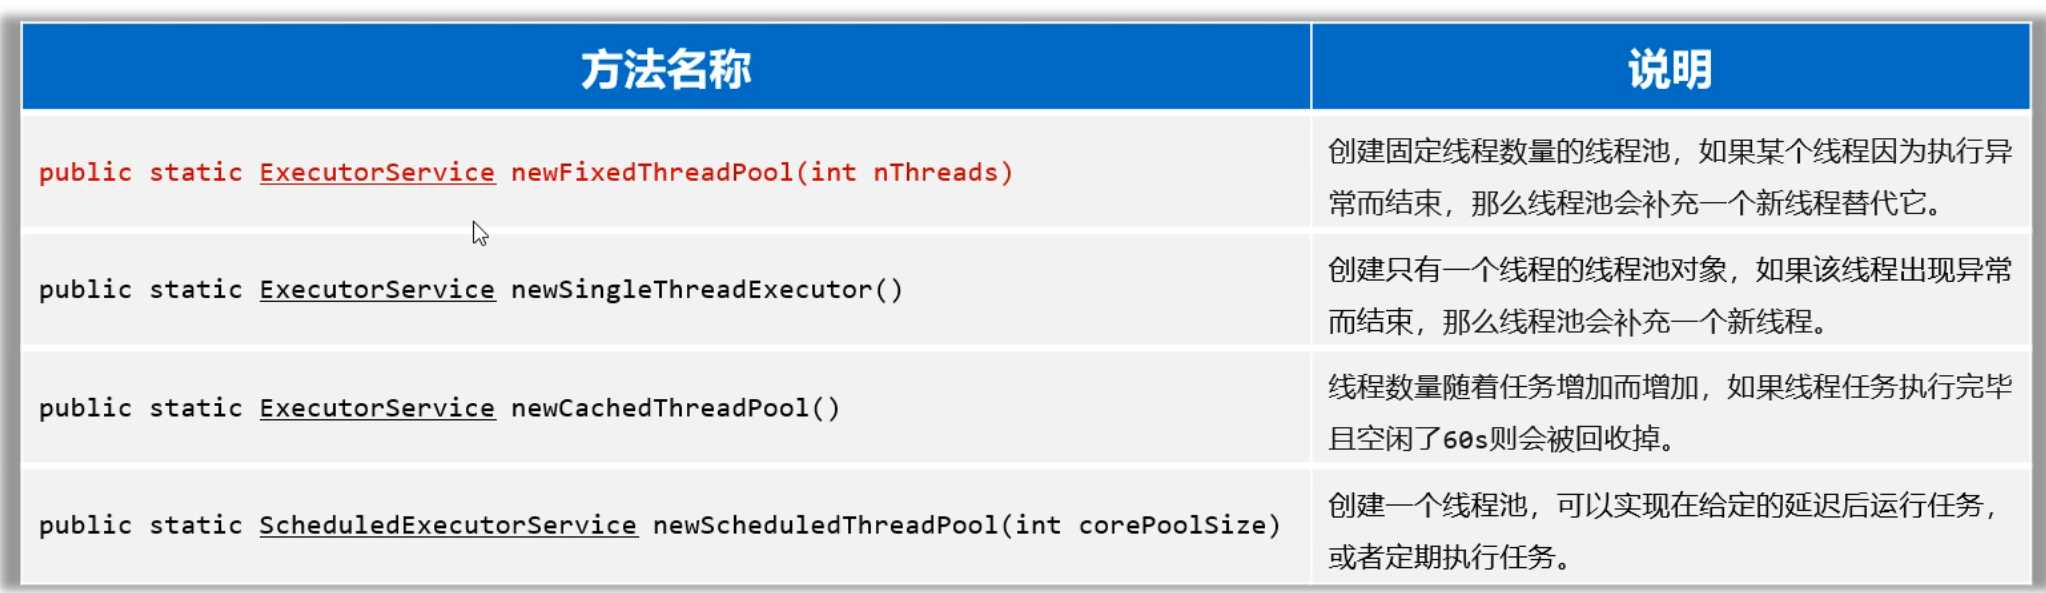 方法名称
说明
public static ExecutorService newFixedThreadPool(int nThreads)
创建固定线程数量的线程池，如果某个线程因为执行异
常而结束，那么线程池会补充一个新线程替代它。
public static ExecutorService newSingleThreadExecutor()
创建只有一个线程的线程池对象，如果该线程出现异常
而结束，那么线程池会补充一个新线程。
public static ExecutorService newCachedThreadPool()
线程数量随着任务增加而增加，如果线程任务执行完毕
且空闲了60s则会被回收掉。
public static ScheduledExecutorService newScheduledThreadPool(int corePoolSize)
创建一个线程池，可以实现在给定的延迟后运行任务，
或者定期执行任务。